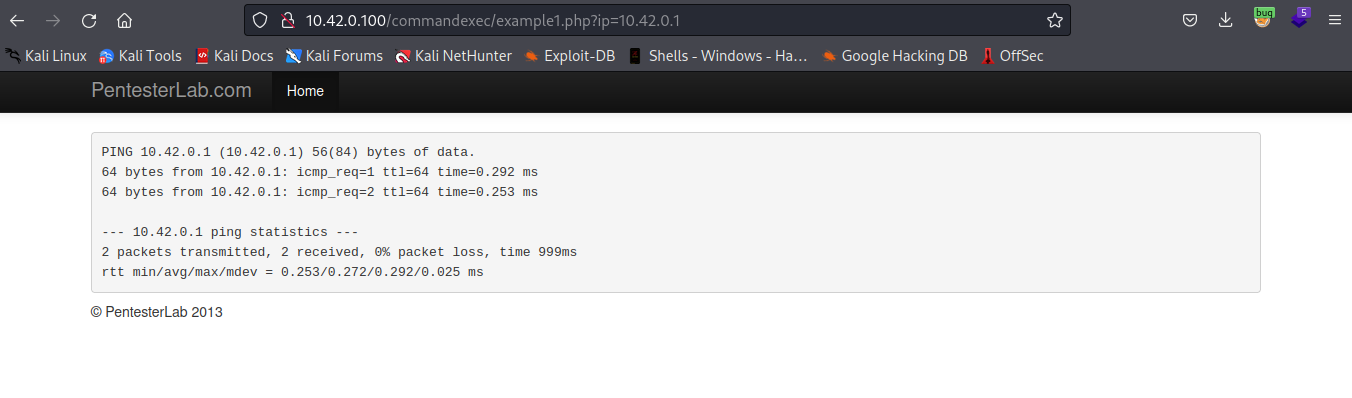 10.42.0.100/commandexec/example1.php?ip=10.42.0.1
bug
5
Kali Linux Kali Tools Kali Docs Kali Forums Kali NetHunter Exploit-DB Shells - Windows - Ha… Google Hacking DB OffSec
PentesterLab.com Home
PING 10.42.0.1 (10.42.0.1) 56(84) bytes of data.
64 bytes from 10.42.0.1: icmp_req=1 ttl=64 time=0.292 ms
64 bytes from 10.42.0.1: icmp_req=2 ttl=64 time=0.253 ms
--- 10.42.0.1 ping statistics ---
2 packets transmitted, 2 received, 0% packet loss, time 999ms
rtt min/avg/max/mdev = 0.253/0.272/0.292/0.025 ms
© PentesterLab 2013